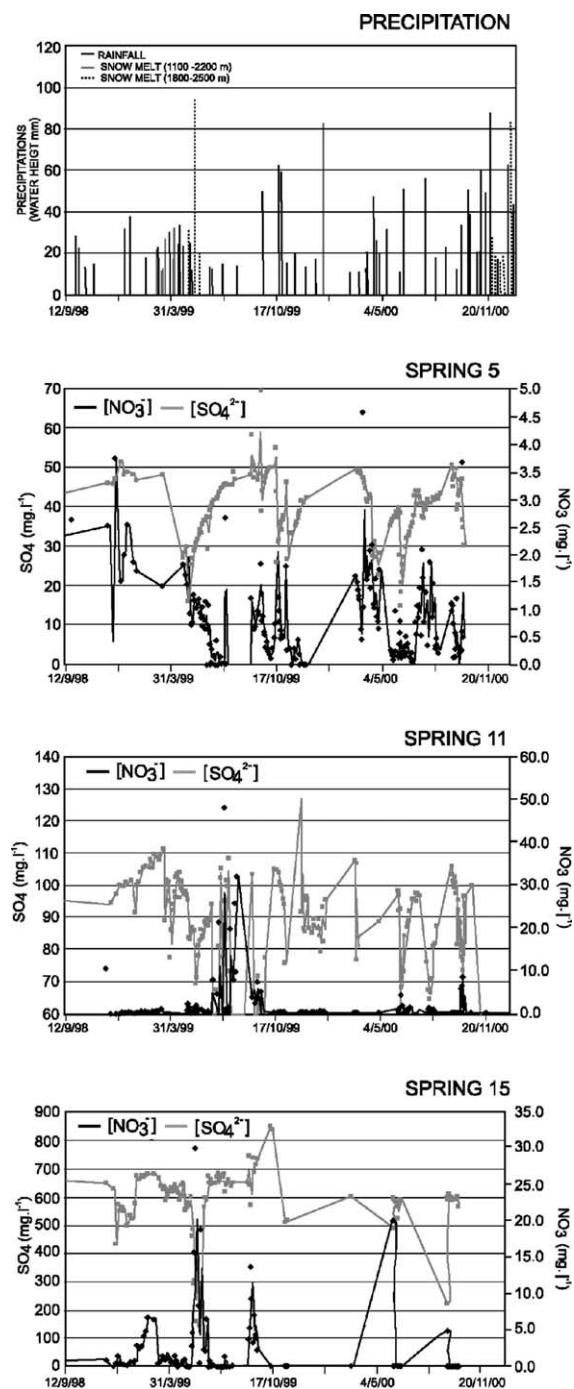 PRECIPITATION
120
100
80
60
40
20
0
PRECIPITATIONS
(WATER HEIGT mm)
RAINFALL
SNOW MELT (1100 -2200 m)
SNOW MELT (1800-2500 m)
12/9/98 31/3/99 17/10/99 4/5/00 20/11/00
SPRING 5
70
60
50
40
30
20
10
0
SO4 (mg.l⁻¹)
[NO₃⁻] [SO₄²⁻]
5.0
4.5
4.0
3.5
3.0
2.5
2.0
1.5
1.0
0.5
0.0
NO₃ (mg.l⁻¹)
12/9/98 31/3/99 17/10/99 4/5/00 20/11/00
SPRING 11
140
130
120
110
100
90
80
70
60
SO4 (mg.l⁻¹)
[NO₃⁻] [SO₄²⁻]
60.0
50.0
40.0
30.0
20.0
10.0
0.0
NO₃ (mg.l⁻¹)
12/9/98 31/3/99 17/10/99 4/5/00 20/11/00
SPRING 15
900
800
700
600
500
400
300
200
100
0
SO4 (mg.l⁻¹)
[NO₃⁻] [SO₄²⁻]
35.0
30.0
25.0
20.0
15.0
10.0
5.0
0.0
NO₃ (mg.l⁻¹)
12/9/98 31/3/99 17/10/99 4/5/00 20/11/00